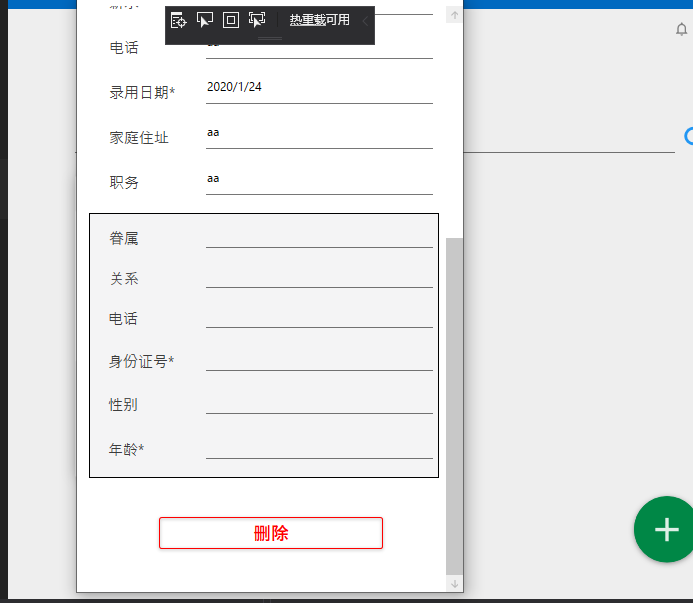 热重载可用
电话
录用日期* 2020/1/24
家庭住址 aa
职务 aa
眷属
关系
电话
身份证号*
性别
年龄*
删除